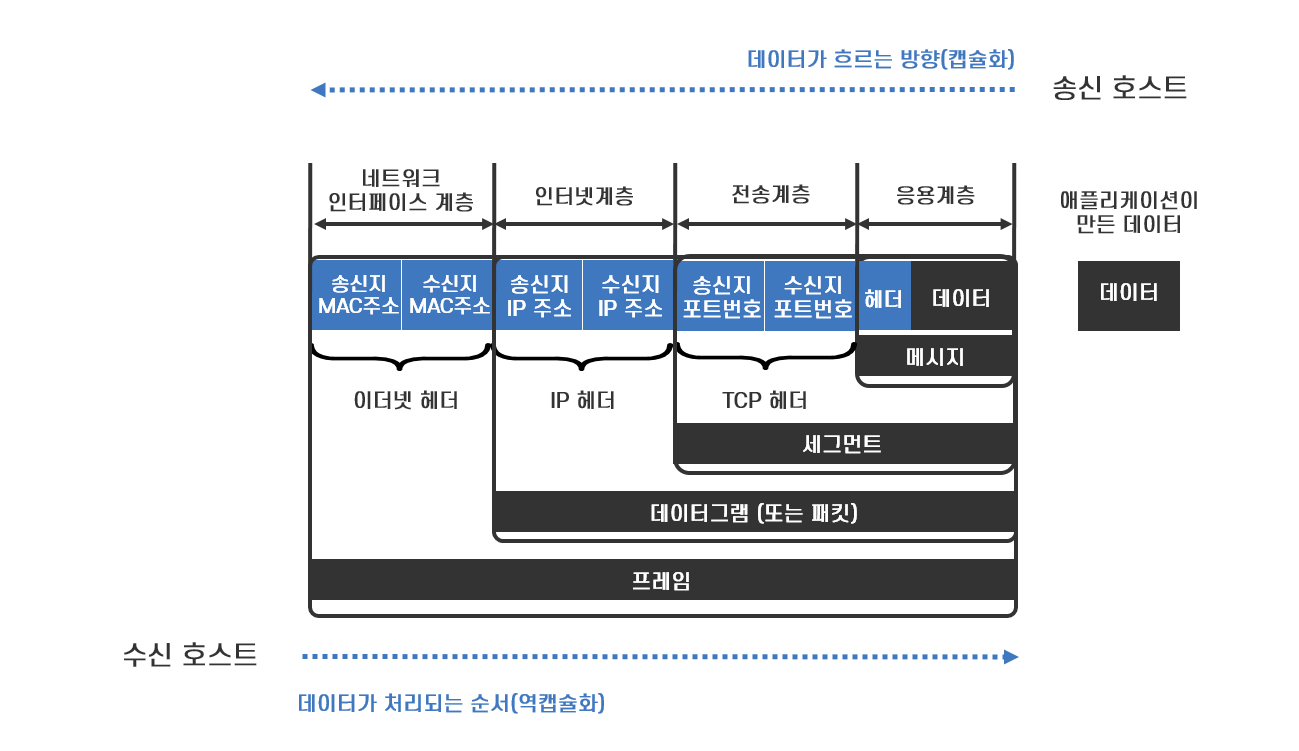 데이터가 흐르는 방향(캡슐화)
송신 호스트
네트워크
인터페이스 계층
인터넷계층
전송계층
응용계층
애플리케이션이
만든 데이터
송신지
MAC주소
수신지
MAC주소
송신지
IP 주소
수신지
IP 주소
송신지
포트번호
수신지
포트번호
헤더
데이터
데이터
메시지
이더넷 헤더
IP 헤더
TCP 헤더
세그먼트
데이터그램 (또는 패킷)
프레임
수신 호스트
데이터가 처리되는 순서(역캡슐화)